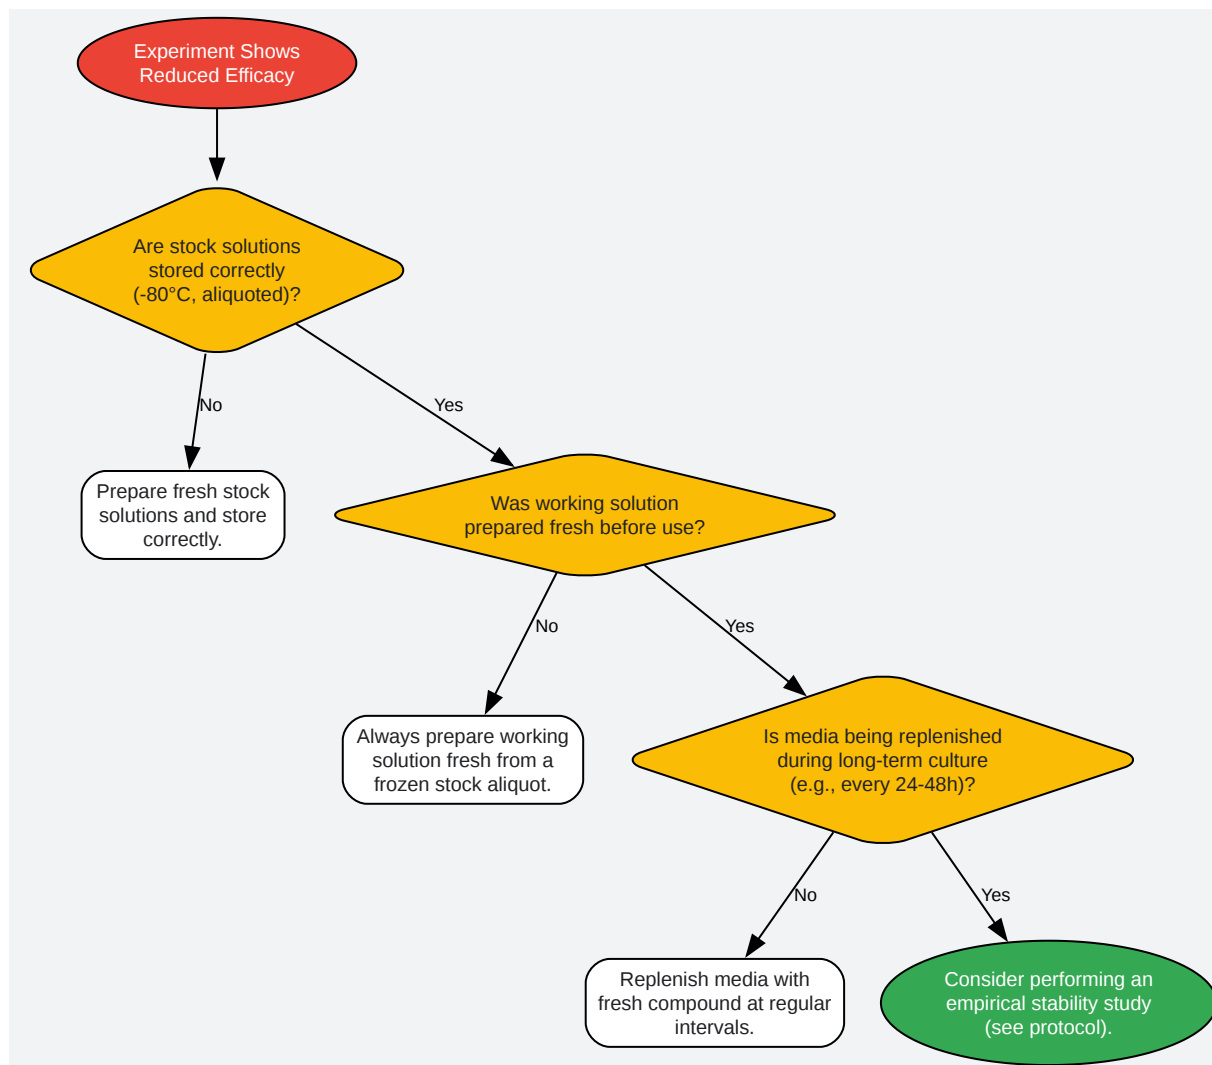 Experiment Shows
Reduced Efficacy
Are stock solutions
stored correctly
(-80°C, aliquoted)?
No
Yes
Prepare fresh stock
solutions and store
correctly.
Was working solution
prepared fresh before use?
No
Yes
Always prepare working
solution fresh from a
frozen stock aliquot.
Is media being replenished
during long-term culture
(e.g., every 24-48h)?
No
Yes
Replenish media with
fresh compound at regular
intervals.
Consider performing an
empirical stability study
(see protocol).